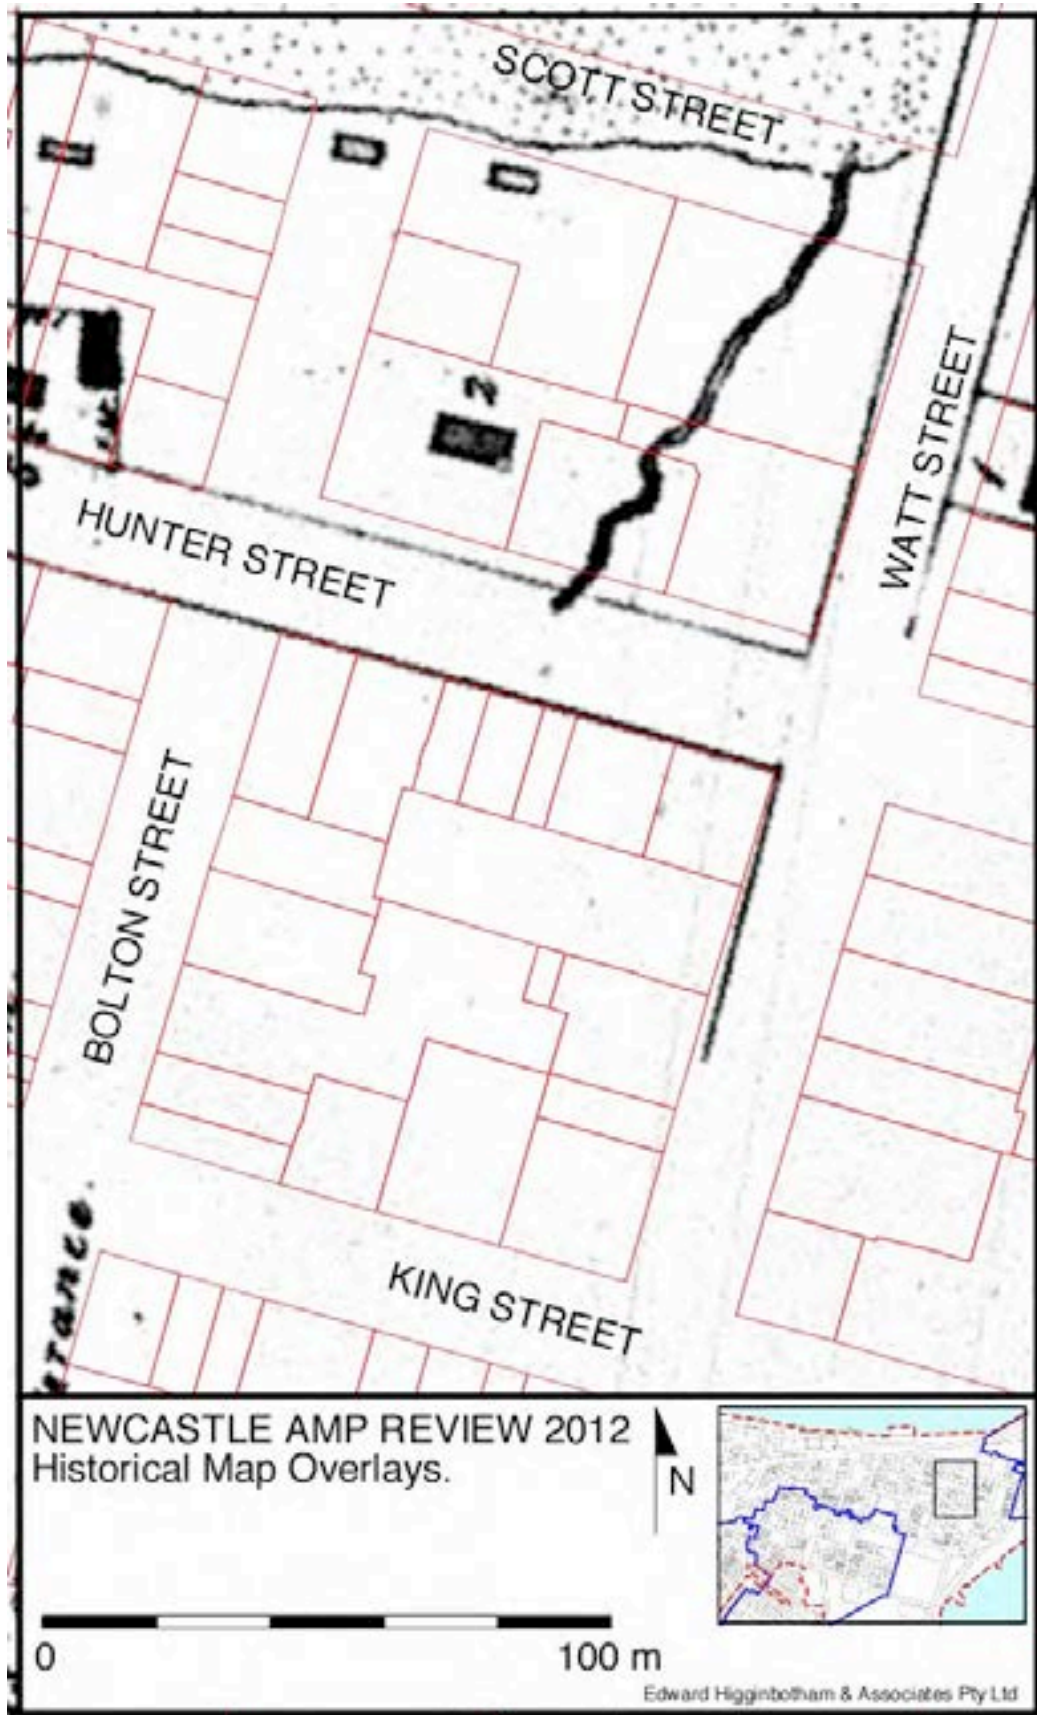 SCOTT STREET
2
WATT STREET
HUNTER STREET
BOLTON STREET
KING STREET
NEWCASTLE AMP REVIEW 2012
Historical Map Overlays.
N
0 100 m
Edward Higginbotham & Associates Pty Ltd